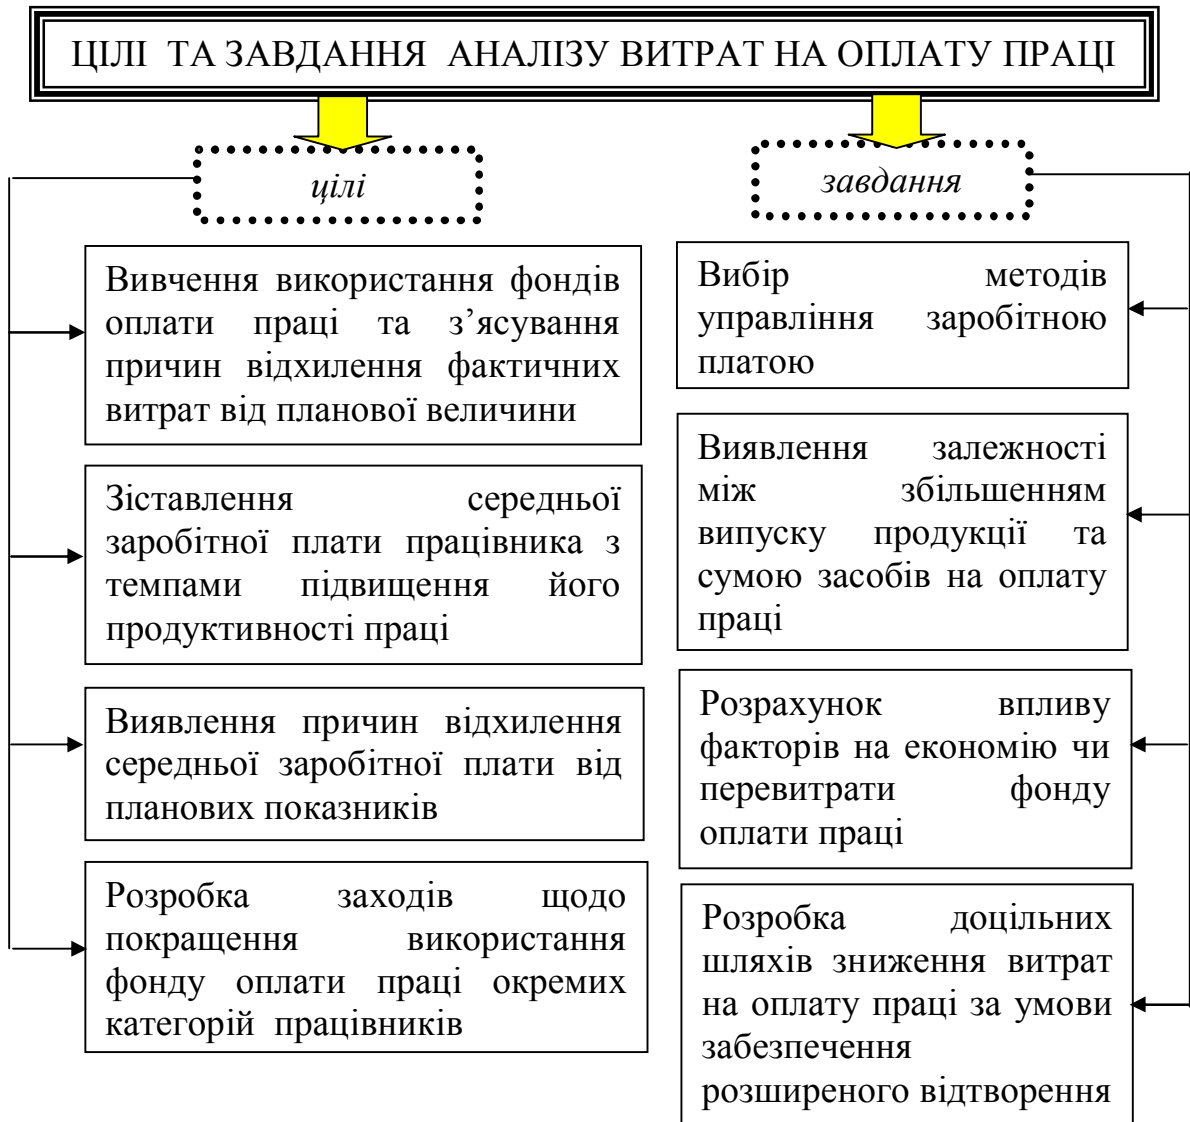 ЦІЛІ ТА ЗАВДАННЯ АНАЛІЗУ ВИТРАТ НА ОПЛАТУ ПРАЦІ
цілі
Вивчення використання фондів
оплати праці та з’ясування
причин відхилення фактичних
витрат від планової величини
Зіставлення середньої
заробітної плати працівника з
темпами підвищення його
продуктивності праці
Виявлення причин відхилення
середньої заробітної плати від
планових показників
Розробка заходів щодо
покращення використання
фонду оплати праці окремих
категорій працівників
завдання
Вибір методів
управління заробітною
платою
Виявлення залежності
між збільшенням
випуску продукції та
сумою засобів на оплату
праці
Розрахунок впливу
факторів на економію чи
перевитрати фонду
оплати праці
Розробка доцільних
шляхів зниження витрат
на оплату праці за умови
забезпечення
розширеного відтворення